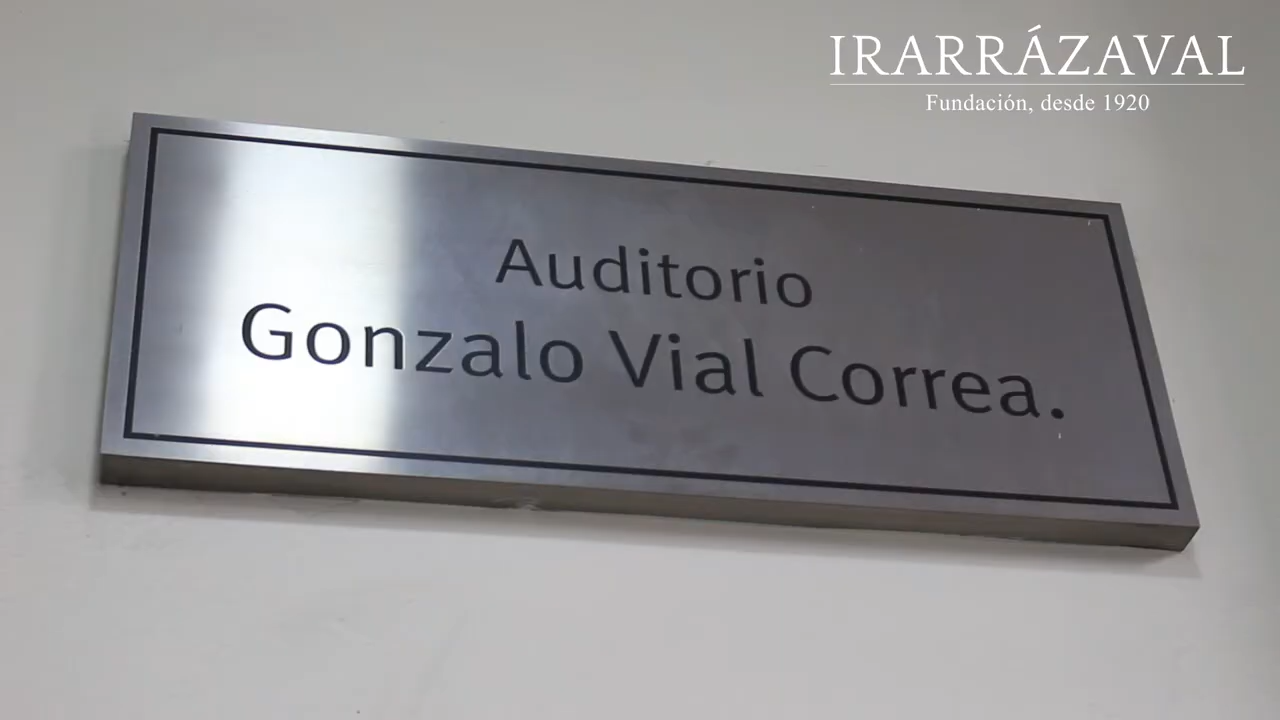 IRARRÁZAVAL
Fundación, desde 1920
Auditorio
Gonzalo Vial Correa.